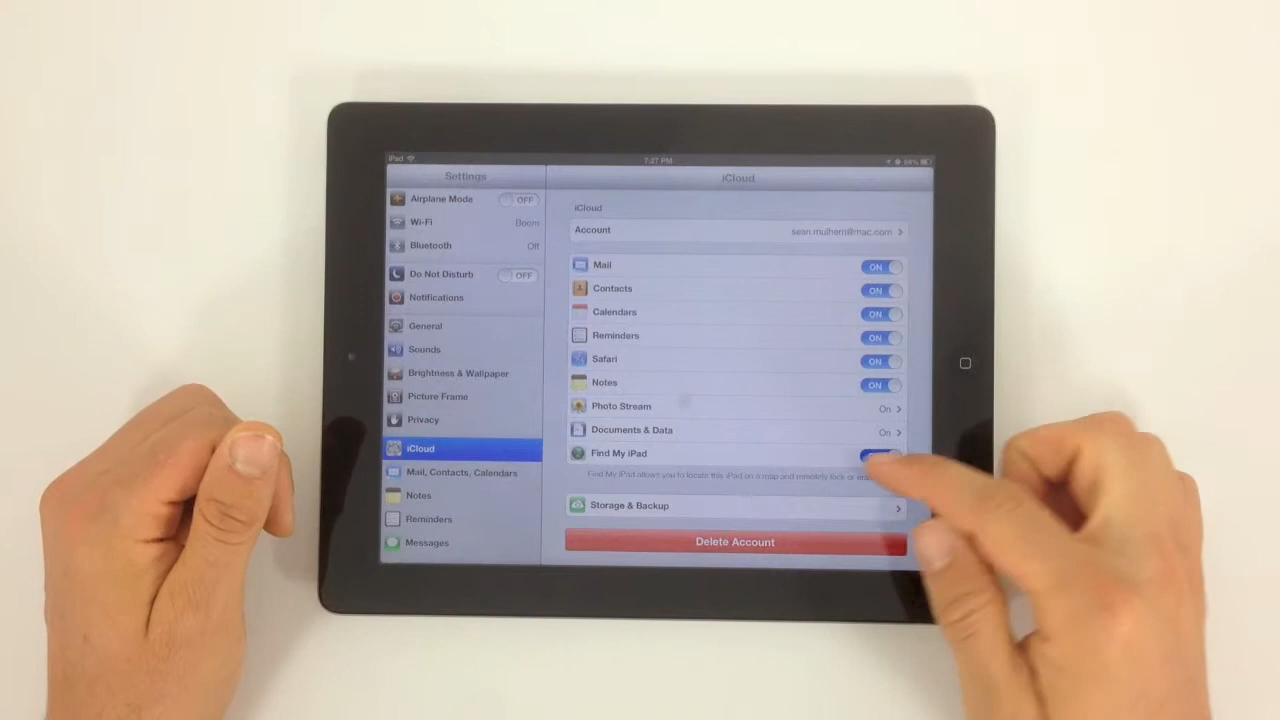 iPad 7:27 PM 98%
Settings
Airplane Mode OFF
Wi-Fi Boom
Bluetooth Off
Do Not Disturb OFF
Notifications
General
Sounds
Brightness & Wallpaper
Picture Frame
Privacy
iCloud
Mail, Contacts, Calendars
Notes
Reminders
Messages
iCloud
iCloud
Account sean.mulhern@mac.com
Mail ON
Contacts ON
Calendars ON
Reminders ON
Safari ON
Notes ON
Photo Stream On
Documents & Data On
Find My iPad
Find My iPad allows you to locate this iPad on a map and remotely lock or
Storage & Backup
Delete Account